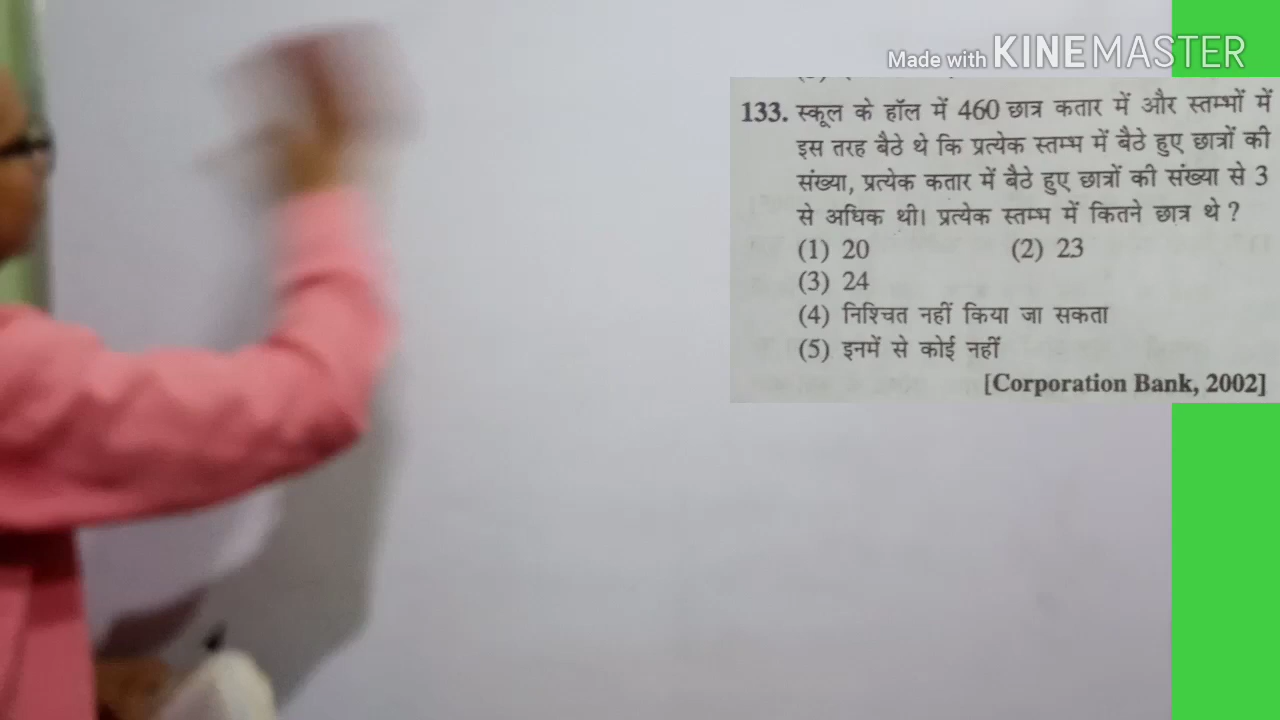 Made with KINEMASTER
133. स्कूल के हॉल में 460 छात्र कतार में और स्तम्भों में
इस तरह बैठे थे कि प्रत्येक स्तम्भ में बैठे हुए छात्रों की
संख्या, प्रत्येक कतार में बैठे हुए छात्रों की संख्या से 3
से अधिक थी। प्रत्येक स्तम्भ में कितने छात्र थे ?
(1) 20 (2) 23
(3) 24
(4) निश्चित नहीं किया जा सकता
(5) इनमें से कोई नहीं
[Corporation Bank, 2002]